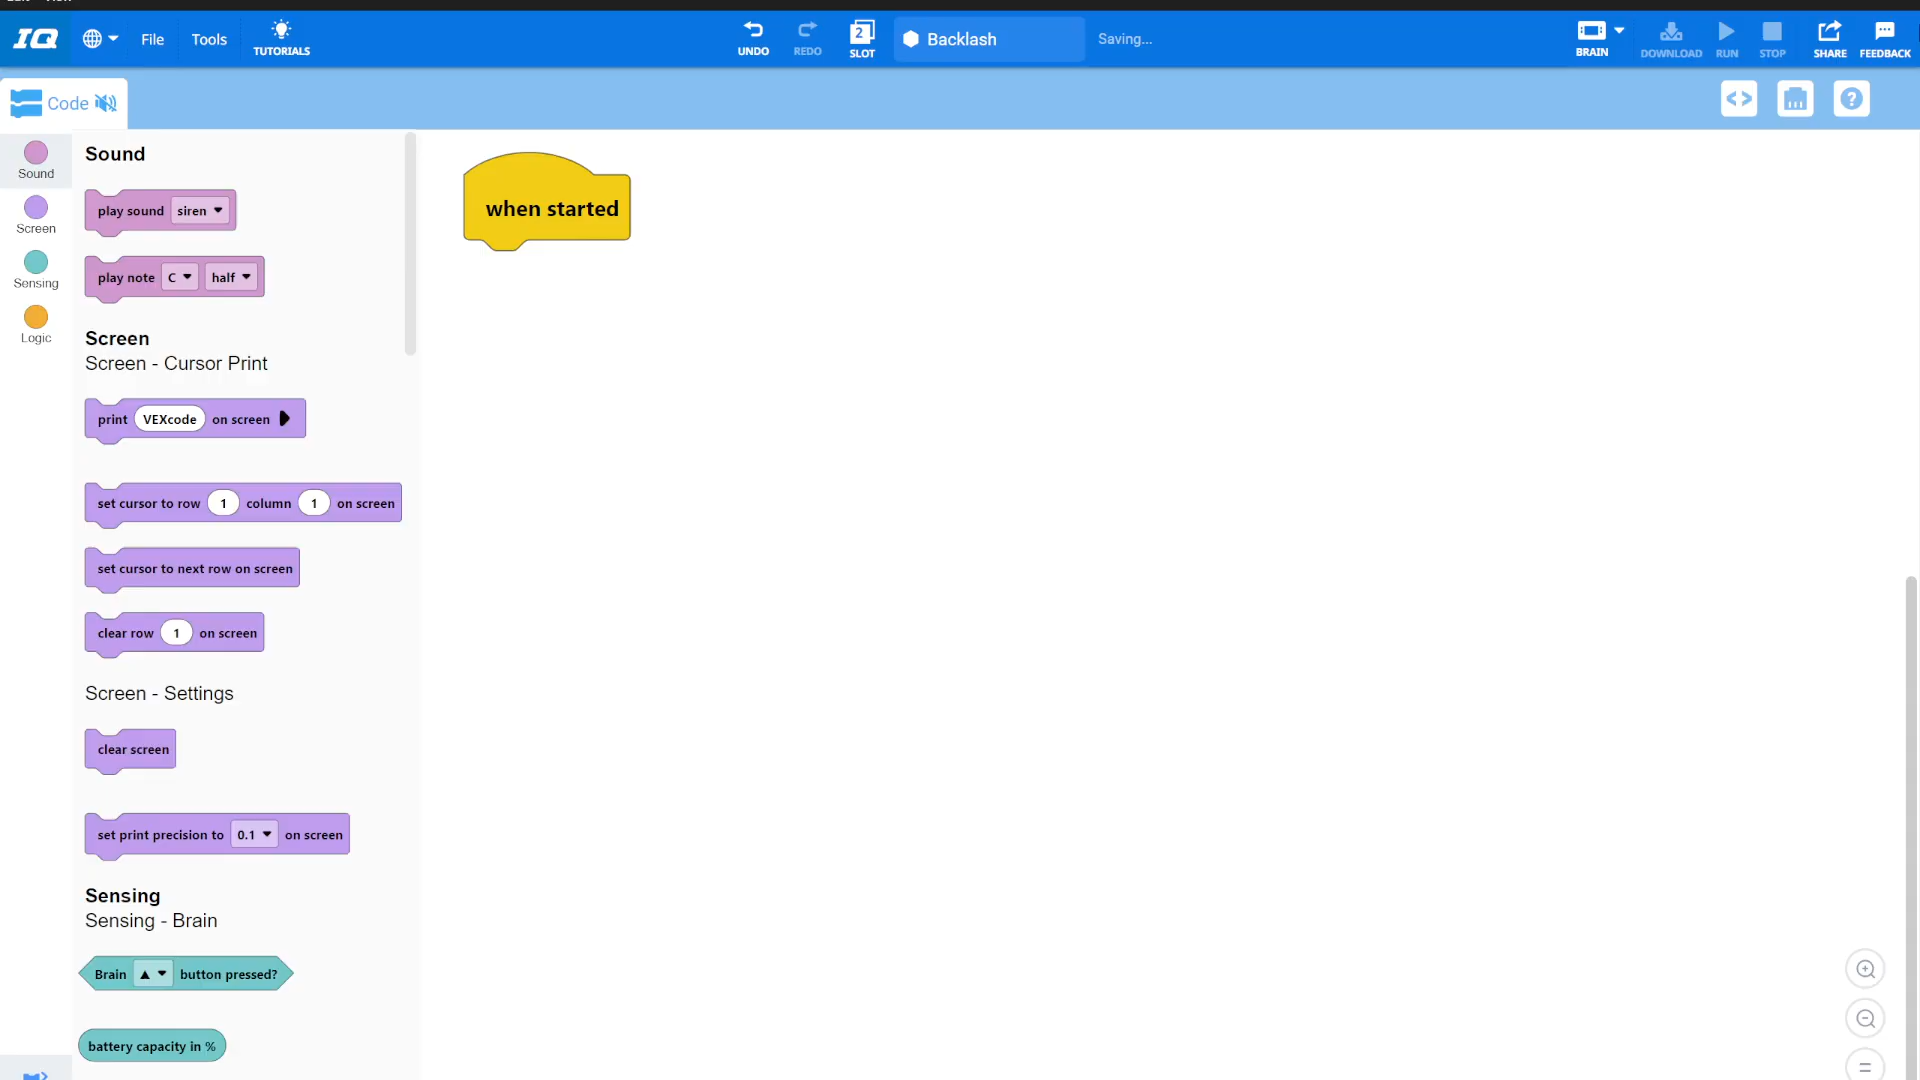 IQ
File
Tools
TUTORIALS
UNDO
REDO
2
SLOT
Backlash
Saving...
BRAIN
DOWNLOAD
RUN
STOP
SHARE
FEEDBACK
Code
<>
?
Sound
Screen
Sensing
Logic
Sound
play sound siren
play note C half
Screen
Screen - Cursor Print
print VEXcode on screen
set cursor to row 1 column 1 on screen
set cursor to next row on screen
clear row 1 on screen
Screen - Settings
clear screen
set print precision to 0.1 on screen
Sensing
Sensing - Brain
Brain ▲ button pressed?
battery capacity in %
when started